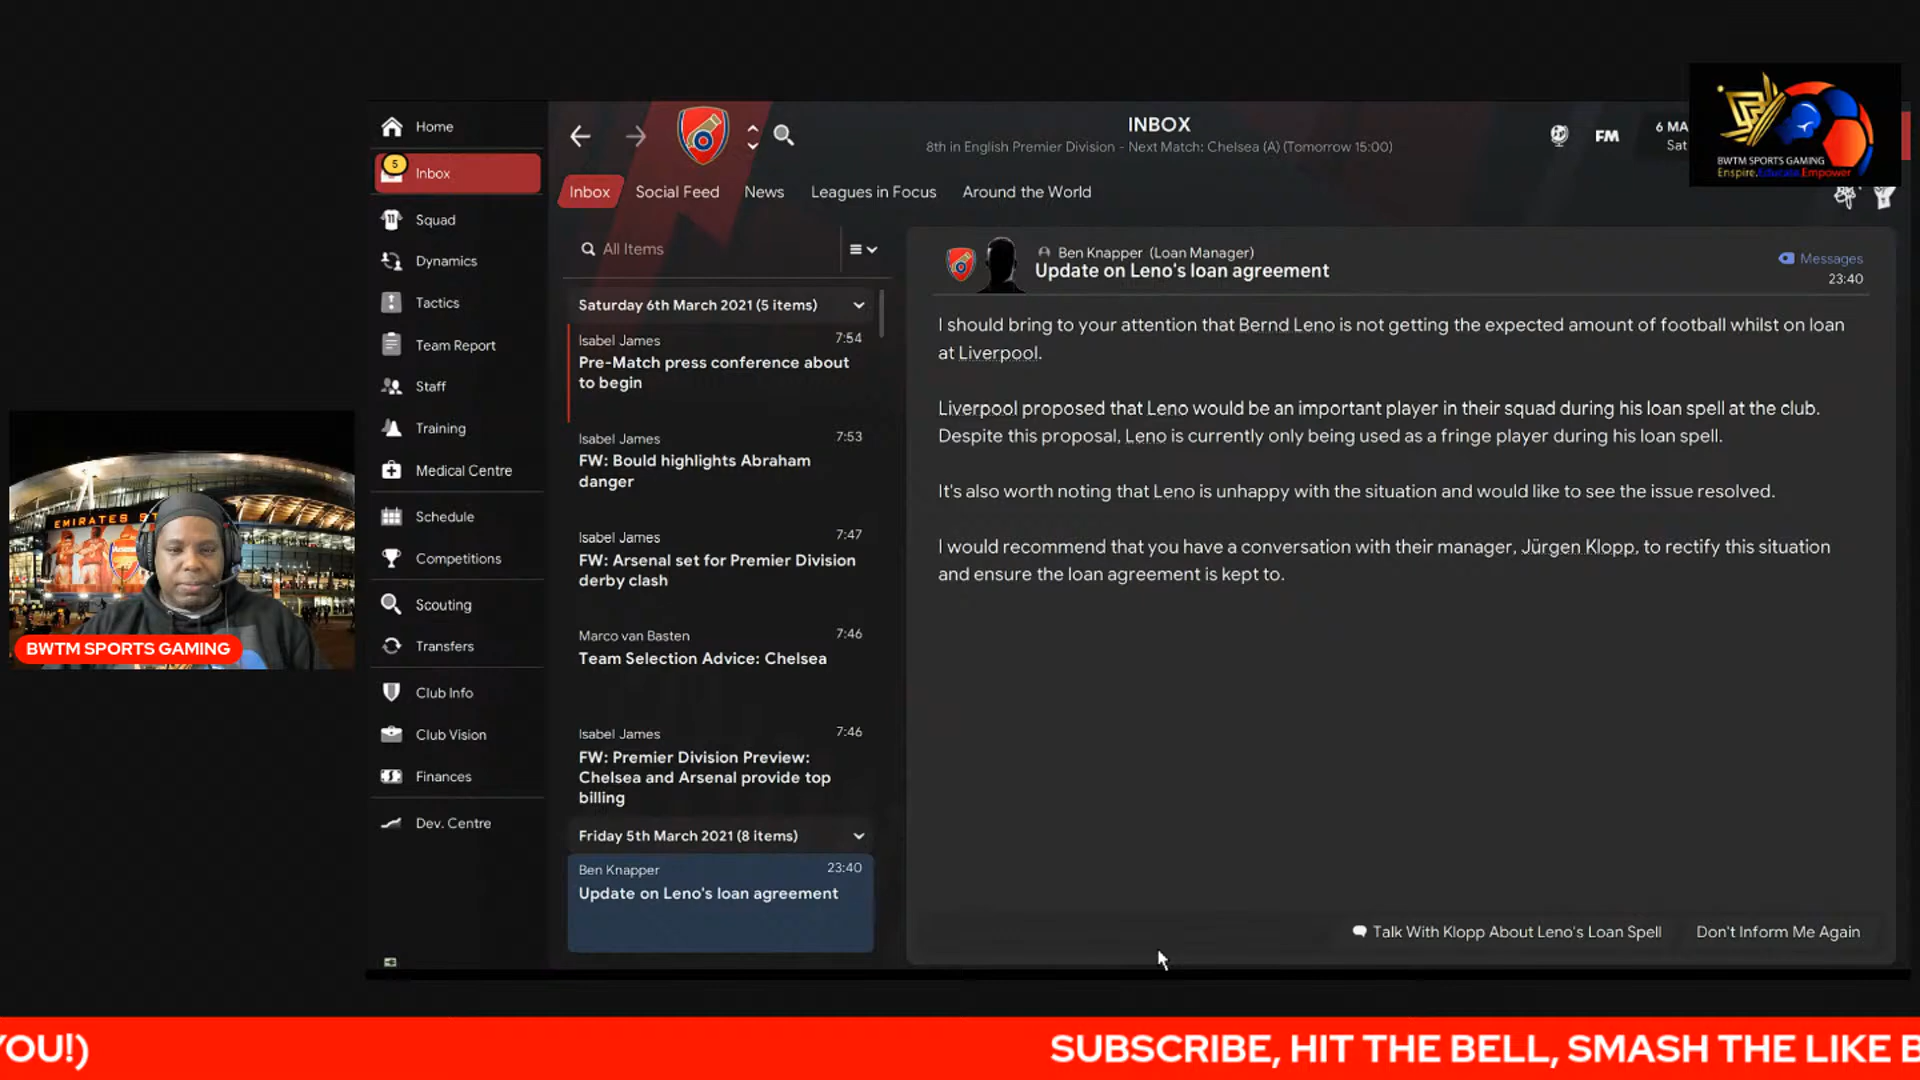 Home
5
Inbox
Squad
Dynamics
Tactics
Team Report
Staff
Training
Medical Centre
Schedule
Competitions
Scouting
Transfers
Club Info
Club Vision
Finances
Dev. Centre
INBOX
8th in English Premier Division - Next Match: Chelsea (A) (Tomorrow 15:00)
FM
6 MA
Sat
BWTM SPORTS GAMING
Enspire.Educate.Empower
Inbox
Social Feed
News
Leagues in Focus
Around the World
All Items
Saturday 6th March 2021 (5 items)
Isabel James 7:54
Pre-Match press conference about
to begin
Isabel James 7:53
FW: Bould highlights Abraham
danger
Isabel James 7:47
FW: Arsenal set for Premier Division
derby clash
Marco van Basten 7:46
Team Selection Advice: Chelsea
Isabel James 7:46
FW: Premier Division Preview:
Chelsea and Arsenal provide top
billing
Friday 5th March 2021 (8 items)
Ben Knapper 23:40
Update on Leno's loan agreement
Ben Knapper (Loan Manager)
Update on Leno's loan agreement
Messages
23:40
I should bring to your attention that Bernd Leno is not getting the expected amount of football whilst on loan
at Liverpool.
Liverpool proposed that Leno would be an important player in their squad during his loan spell at the club.
Despite this proposal, Leno is currently only being used as a fringe player during his loan spell.
It's also worth noting that Leno is unhappy with the situation and would like to see the issue resolved.
I would recommend that you have a conversation with their manager, Jürgen Klopp, to rectify this situation
and ensure the loan agreement is kept to.
Talk With Klopp About Leno's Loan Spell
Don't Inform Me Again
EMIRATES ST
Arsenal
BWTM SPORTS GAMING
YOU!)
SUBSCRIBE, HIT THE BELL, SMASH THE LIKE B